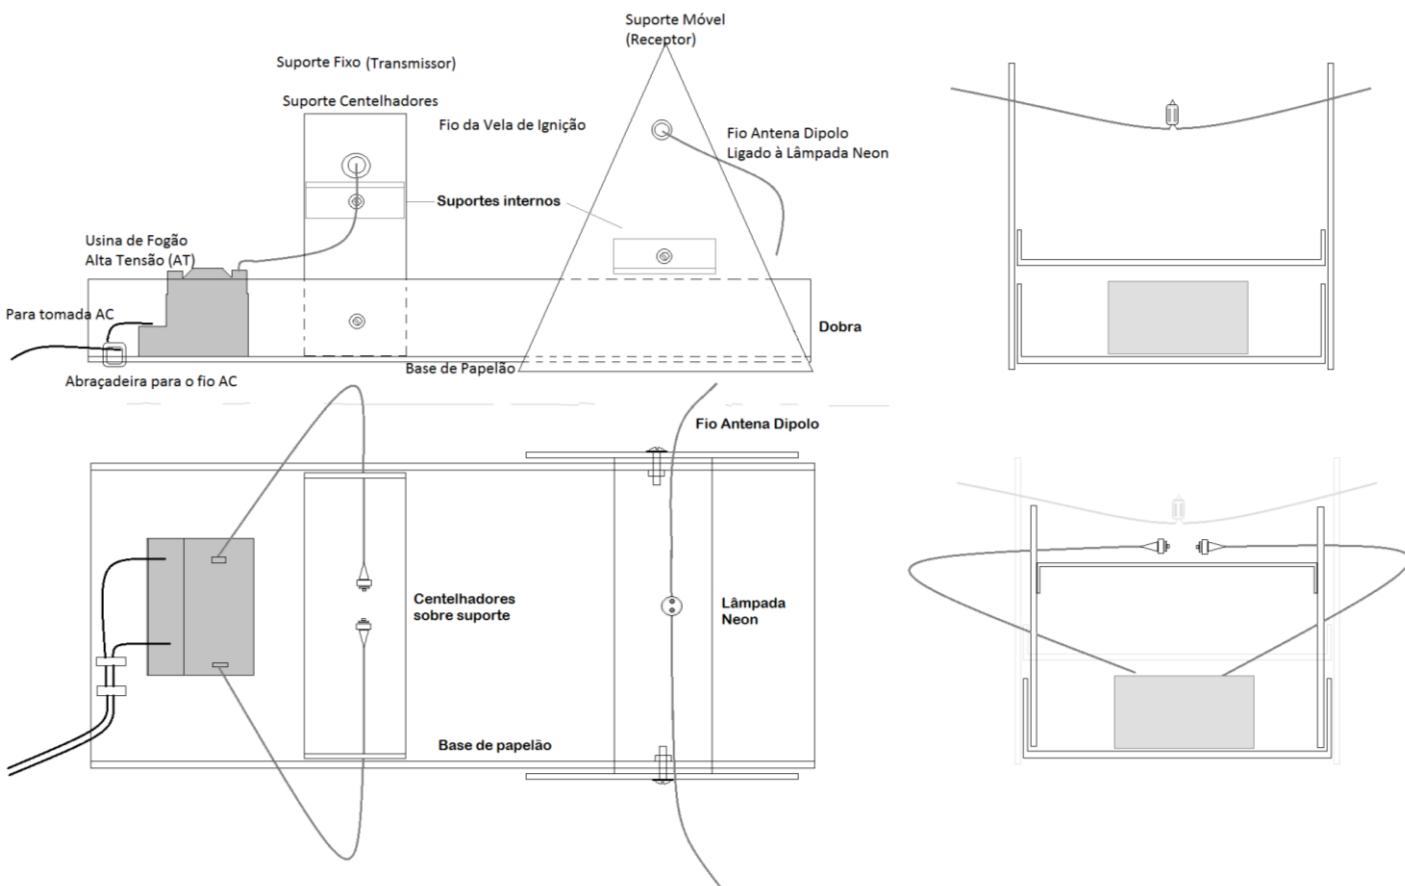 Suporte Móvel
(Receptor)
Suporte Fixo (Transmissor)
Suporte Centelhadores
Fio da Vela de Ignição
Fio Antena Dipolo
Ligado à Lâmpada Neon
Suportes internos
Usina de Fogão
Alta Tensão (AT)
Para tomada AC
Dobra
Base de Papelão
Abraçadeira para o fio AC
Fio Antena Dipolo
Centelhadores
sobre suporte
Lâmpada
Neon
Base de papelão